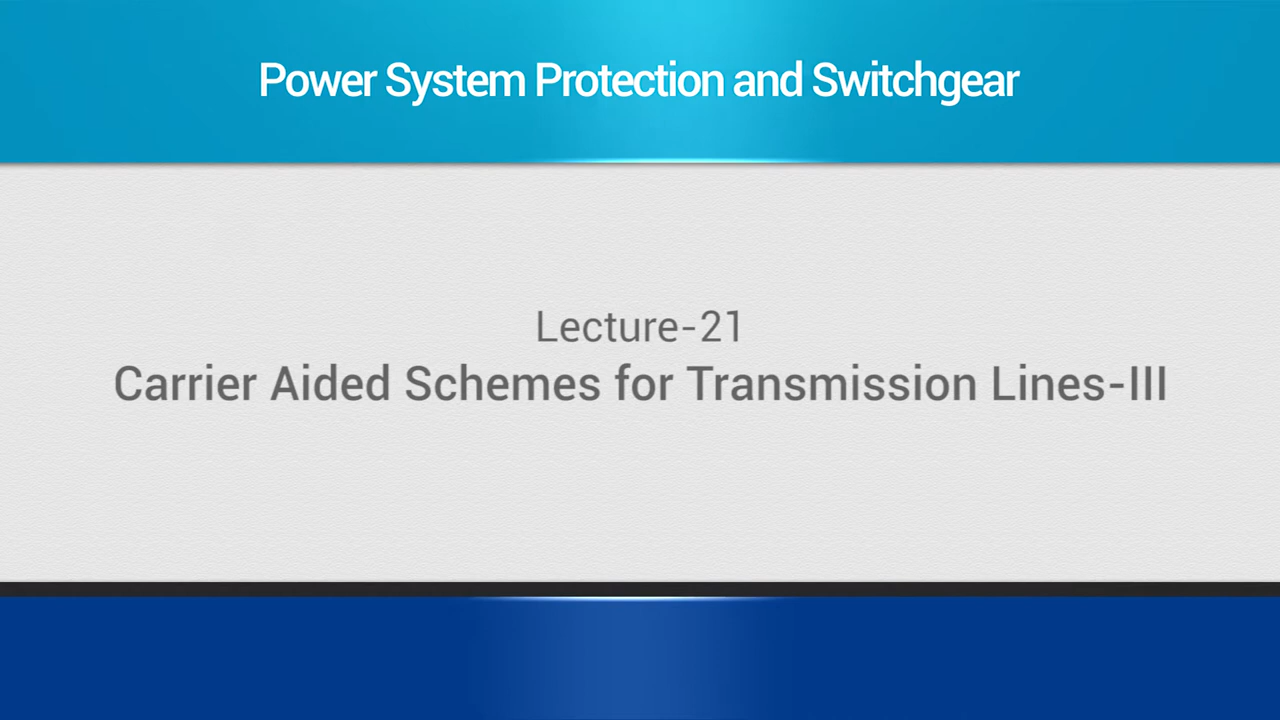 Power System Protection and Switchgear
Lecture-21
Carrier Aided Schemes for Transmission Lines-III